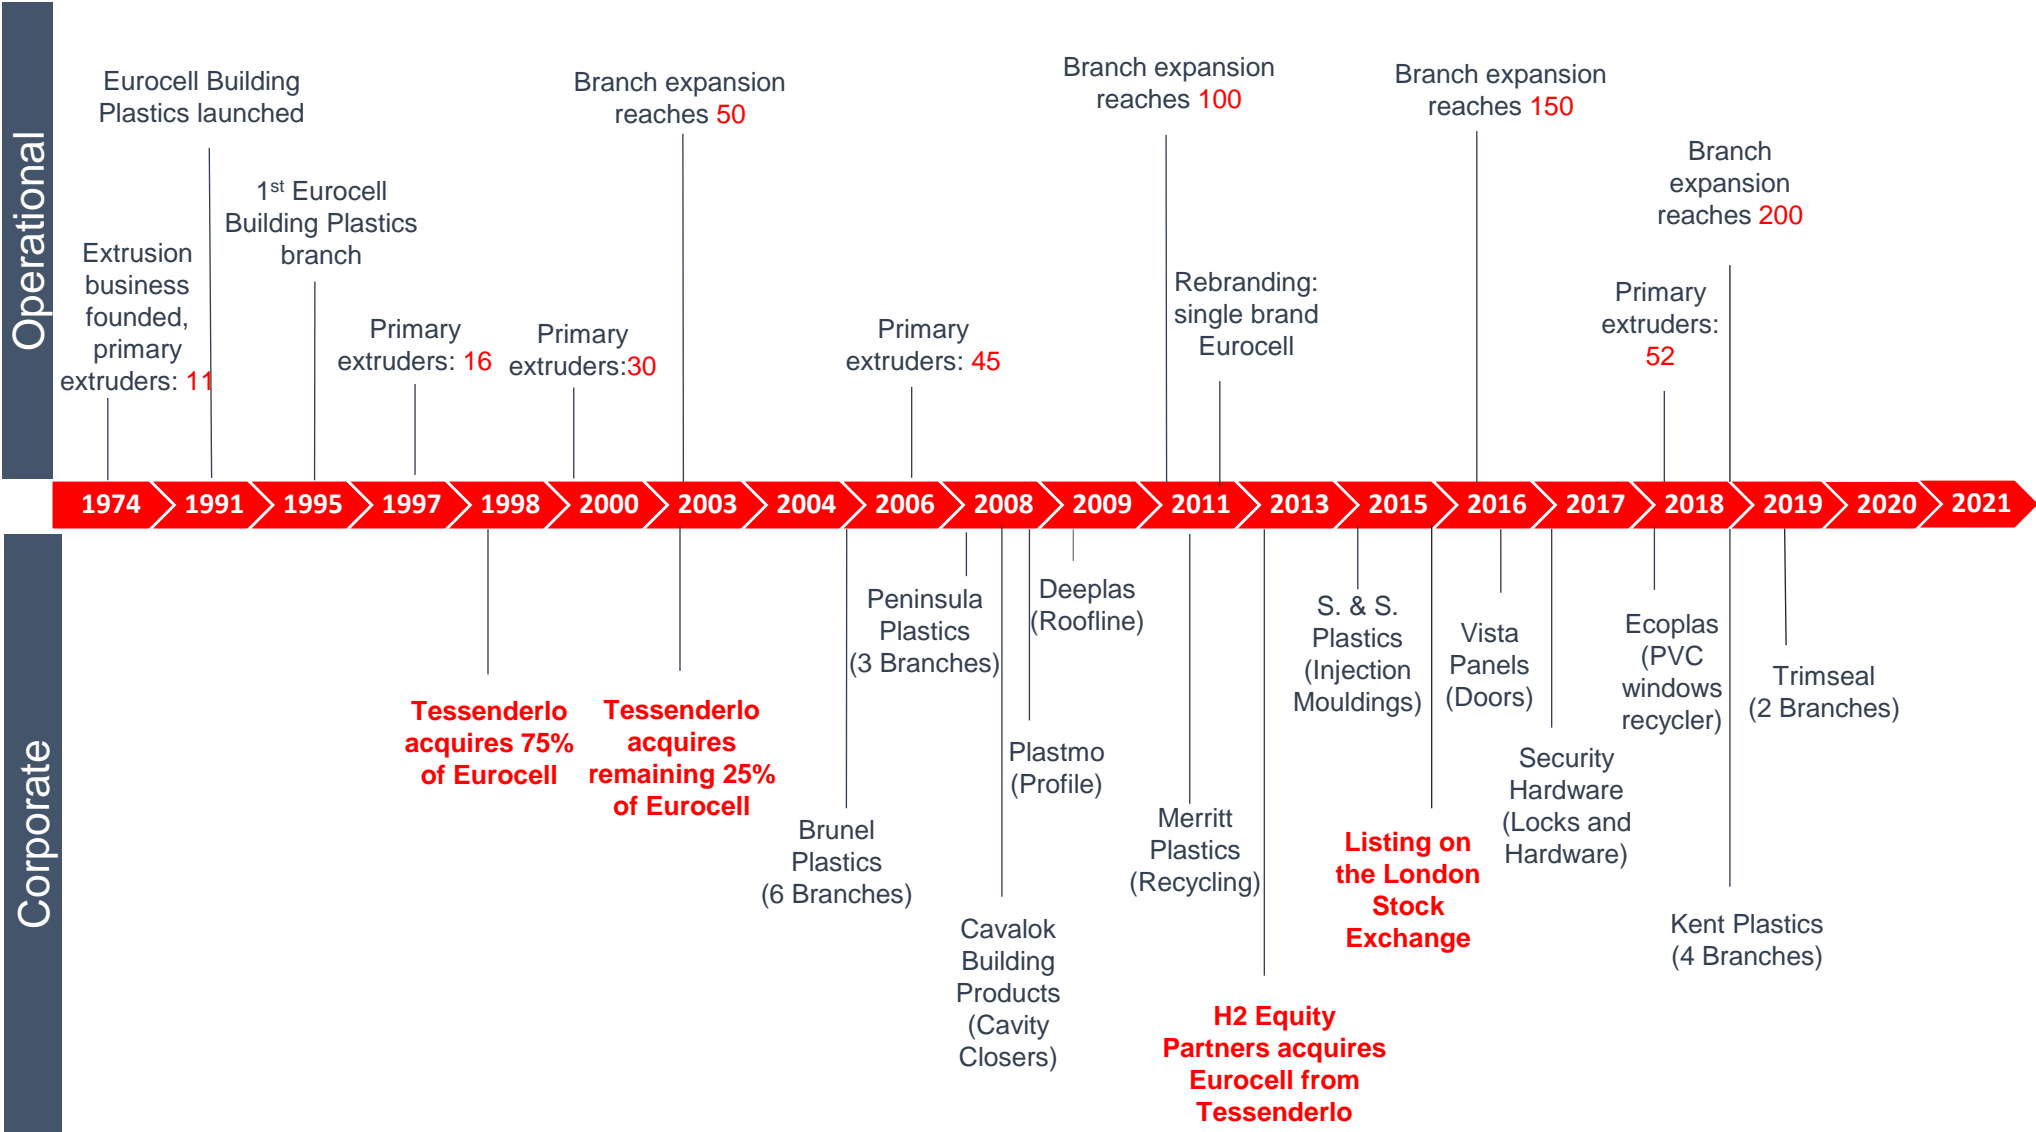 Operational
Eurocell Building
Plastics launched
Extrusion
business
founded,
primary
extruders: 11
1st Eurocell
Building Plastics
branch
Primary
extruders: 16
Primary
extruders:30
Branch expansion
reaches 50
Primary
extruders: 45
Branch expansion
reaches 100
Rebranding:
single brand
Eurocell
Branch expansion
reaches 150
Primary
extruders:
52
Branch
expansion
reaches 200
1974
1991
1995
1997
1998
2000
2003
2004
2006
2008
2009
2011
2013
2015
2016
2017
2018
2019
2020
2021
Corporate
Tessenderlo
acquires 75%
of Eurocell
Tessenderlo
acquires
remaining 25%
of Eurocell
Brunel
Plastics
(6 Branches)
Peninsula
Plastics
(3 Branches)
Cavalok
Building
Products
(Cavity
Closers)
Plastmo
(Profile)
Deeplas
(Roofline)
Merritt
Plastics
(Recycling)
H2 Equity
Partners acquires
Eurocell from
Tessenderlo
S. & S.
Plastics
(Injection
Mouldings)
Listing on
the London
Stock
Exchange
Vista
Panels
(Doors)
Security
Hardware
(Locks and
Hardware)
Ecoplas
(PVC
windows
recycler)
Kent Plastics
(4 Branches)
Trimseal
(2 Branches)